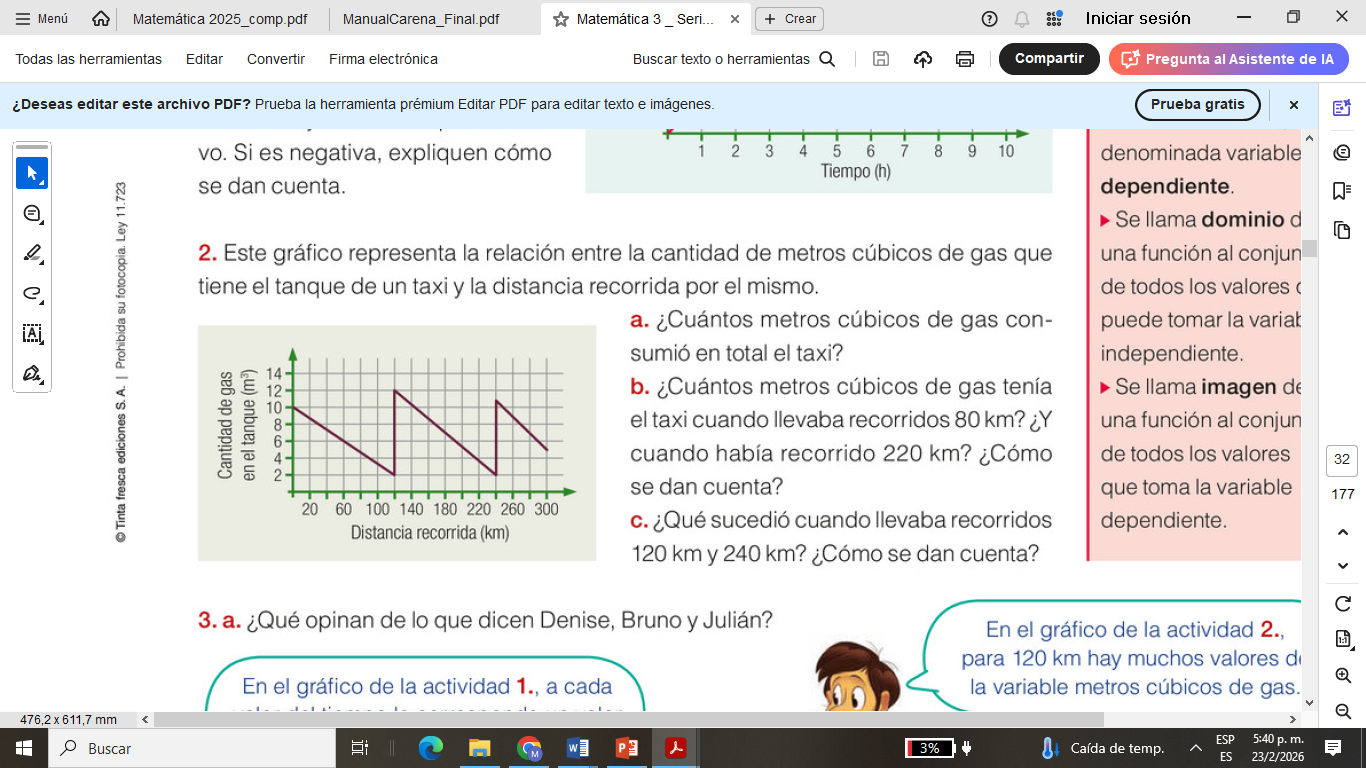 Menú
Matemática 2025_comp.pdf
ManualCarena_Final.pdf
Matemática 3 _ Seri...
Crear
Iniciar sesión
Todas las herramientas
Editar
Convertir
Firma electrónica
Buscar texto o herramientas
Compartir
Pregunta al Asistente de IA
¿Deseas editar este archivo PDF? Prueba la herramienta prémium Editar PDF para editar texto e imágenes.
Prueba gratis
vo. Si es negativa, expliquen cómo
se dan cuenta.
1 2 3 4 5 6 7 8 9 10
Tiempo (h)
denominada variable
dependiente.
Se llama dominio d
una función al conjun
de todos los valores
puede tomar la variab
independiente.
Se llama imagen de
una función al conjun
de todos los valores
que toma la variable
dependiente.
© Tinta fresca ediciones S. A. | Prohibida su fotocopia. Ley 11.723
2. Este gráfico representa la relación entre la cantidad de metros cúbicos de gas que
tiene el tanque de un taxi y la distancia recorrida por el mismo.
Cantidad de gas
en el tanque (m³)
14
12
10
8
6
4
2
20 60 100 140 180 220 260 300
Distancia recorrida (km)
a. ¿Cuántos metros cúbicos de gas con-
sumió en total el taxi?
b. ¿Cuántos metros cúbicos de gas tenía
el taxi cuando llevaba recorridos 80 km? ¿Y
cuando había recorrido 220 km? ¿Cómo
se dan cuenta?
c. ¿Qué sucedió cuando llevaba recorridos
120 km y 240 km? ¿Cómo se dan cuenta?
3. a. ¿Qué opinan de lo que dicen Denise, Bruno y Julián?
En el gráfico de la actividad 1., a cada
En el gráfico de la actividad 2.,
para 120 km hay muchos valores de
la variable metros cúbicos de gas.
32
177
476,2 x 611,7 mm
Buscar
3%
Caída de temp.
ESP
ES
5:40 p. m.
23/2/2026